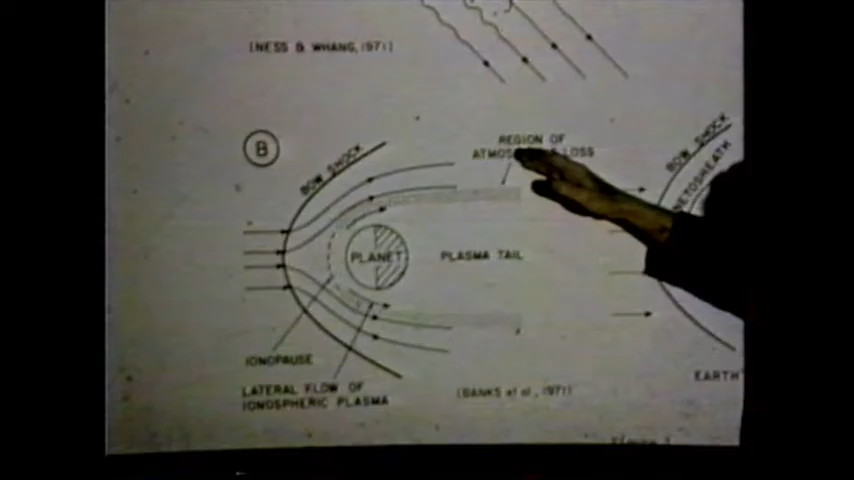 (NESS & WHANG, 1971)
B
BOW SHOCK
REGION OF
LOSS
BOW SHOCK
PLANET
PLASMA TAIL
IONOPAUSE
LATERAL FLOW OF
IONOSPHERIC PLASMA
(BANKS et al, 1971)
EARTH